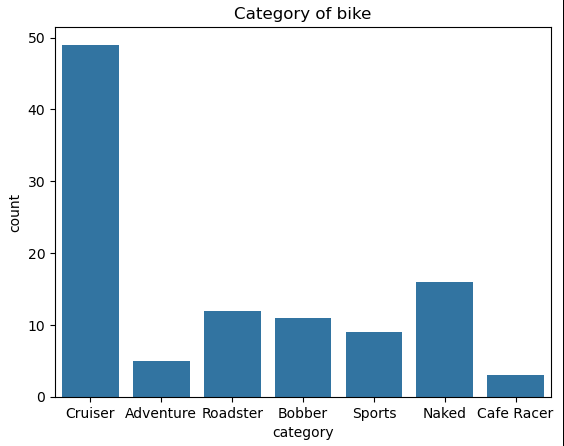 Category of bike
50
40
30
20
10
0
count
Cruiser Adventure Roadster Bobber Sports Naked Cafe Racer
category